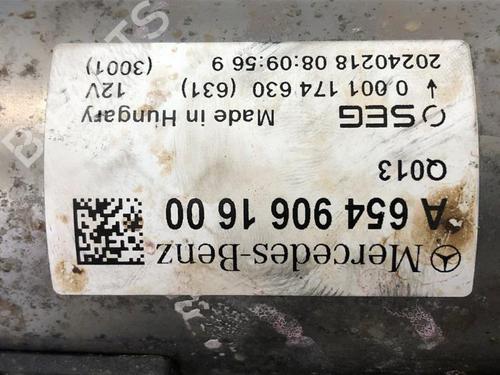 Mercedes-Benz
A 654 906 16 00
Q013
SEG Made in Hungary
0 001 174 630 (631) 12V
20240218 08:09:56 9 (3001)